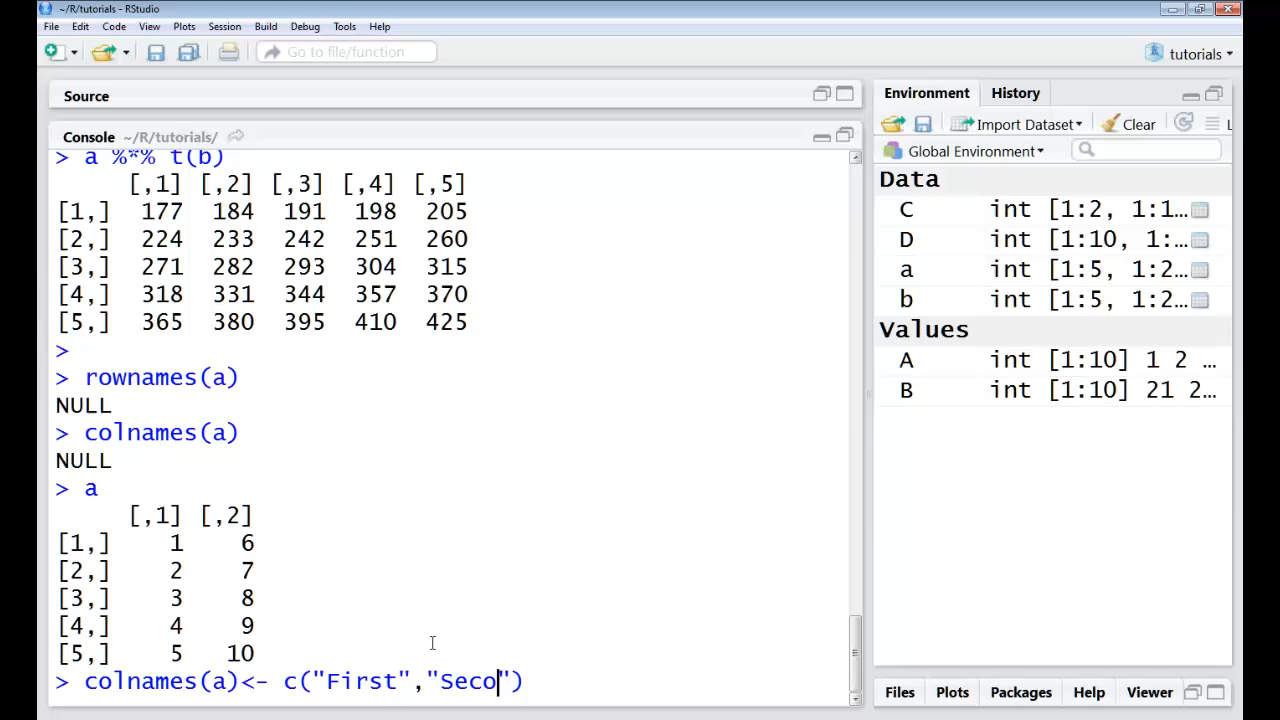 ~/R/tutorials - RStudio
File Edit Code View Plots Session Build Debug Tools Help
Go to file/function
tutorials
Source
Console ~/R/tutorials/
> a %*% t(b)
[,1] [,2] [,3] [,4] [,5]
[1,] 177 184 191 198 205
[2,] 224 233 242 251 260
[3,] 271 282 293 304 315
[4,] 318 331 344 357 370
[5,] 365 380 395 410 425
>
> rownames(a)
NULL
> colnames(a)
NULL
> a
[,1] [,2]
[1,] 1 6
[2,] 2 7
[3,] 3 8
[4,] 4 9
[5,] 5 10
> colnames(a)<- c("First","Seco")
Environment History
Import Dataset Clear L
Global Environment
Data
C int [1:2, 1:1…
D int [1:10, 1:…
a int [1:5, 1:2…
b int [1:5, 1:2…
Values
A int [1:10] 1 2 …
B int [1:10] 21 2…
Files Plots Packages Help Viewer